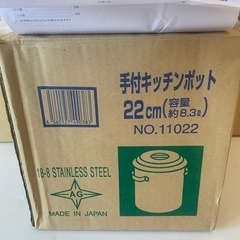 手付キッチンポット
22cm(容量 約8.3ℓ)
NO.11022
18-8 STAINLESS STEEL
AG
MADE IN JAPAN